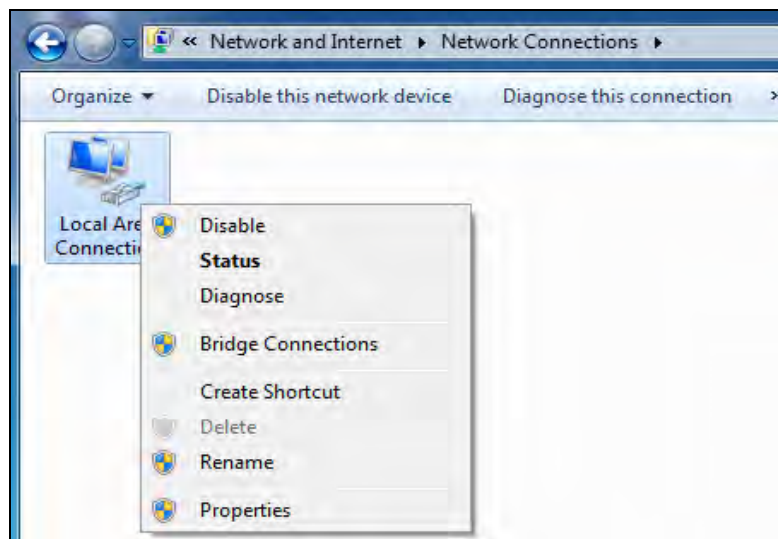 « Network and Internet ▸ Network Connections ▸
Organize ▾ Disable this network device Diagnose this connection »
Local Are
Connecti
Disable
Status
Diagnose
Bridge Connections
Create Shortcut
Delete
Rename
Properties